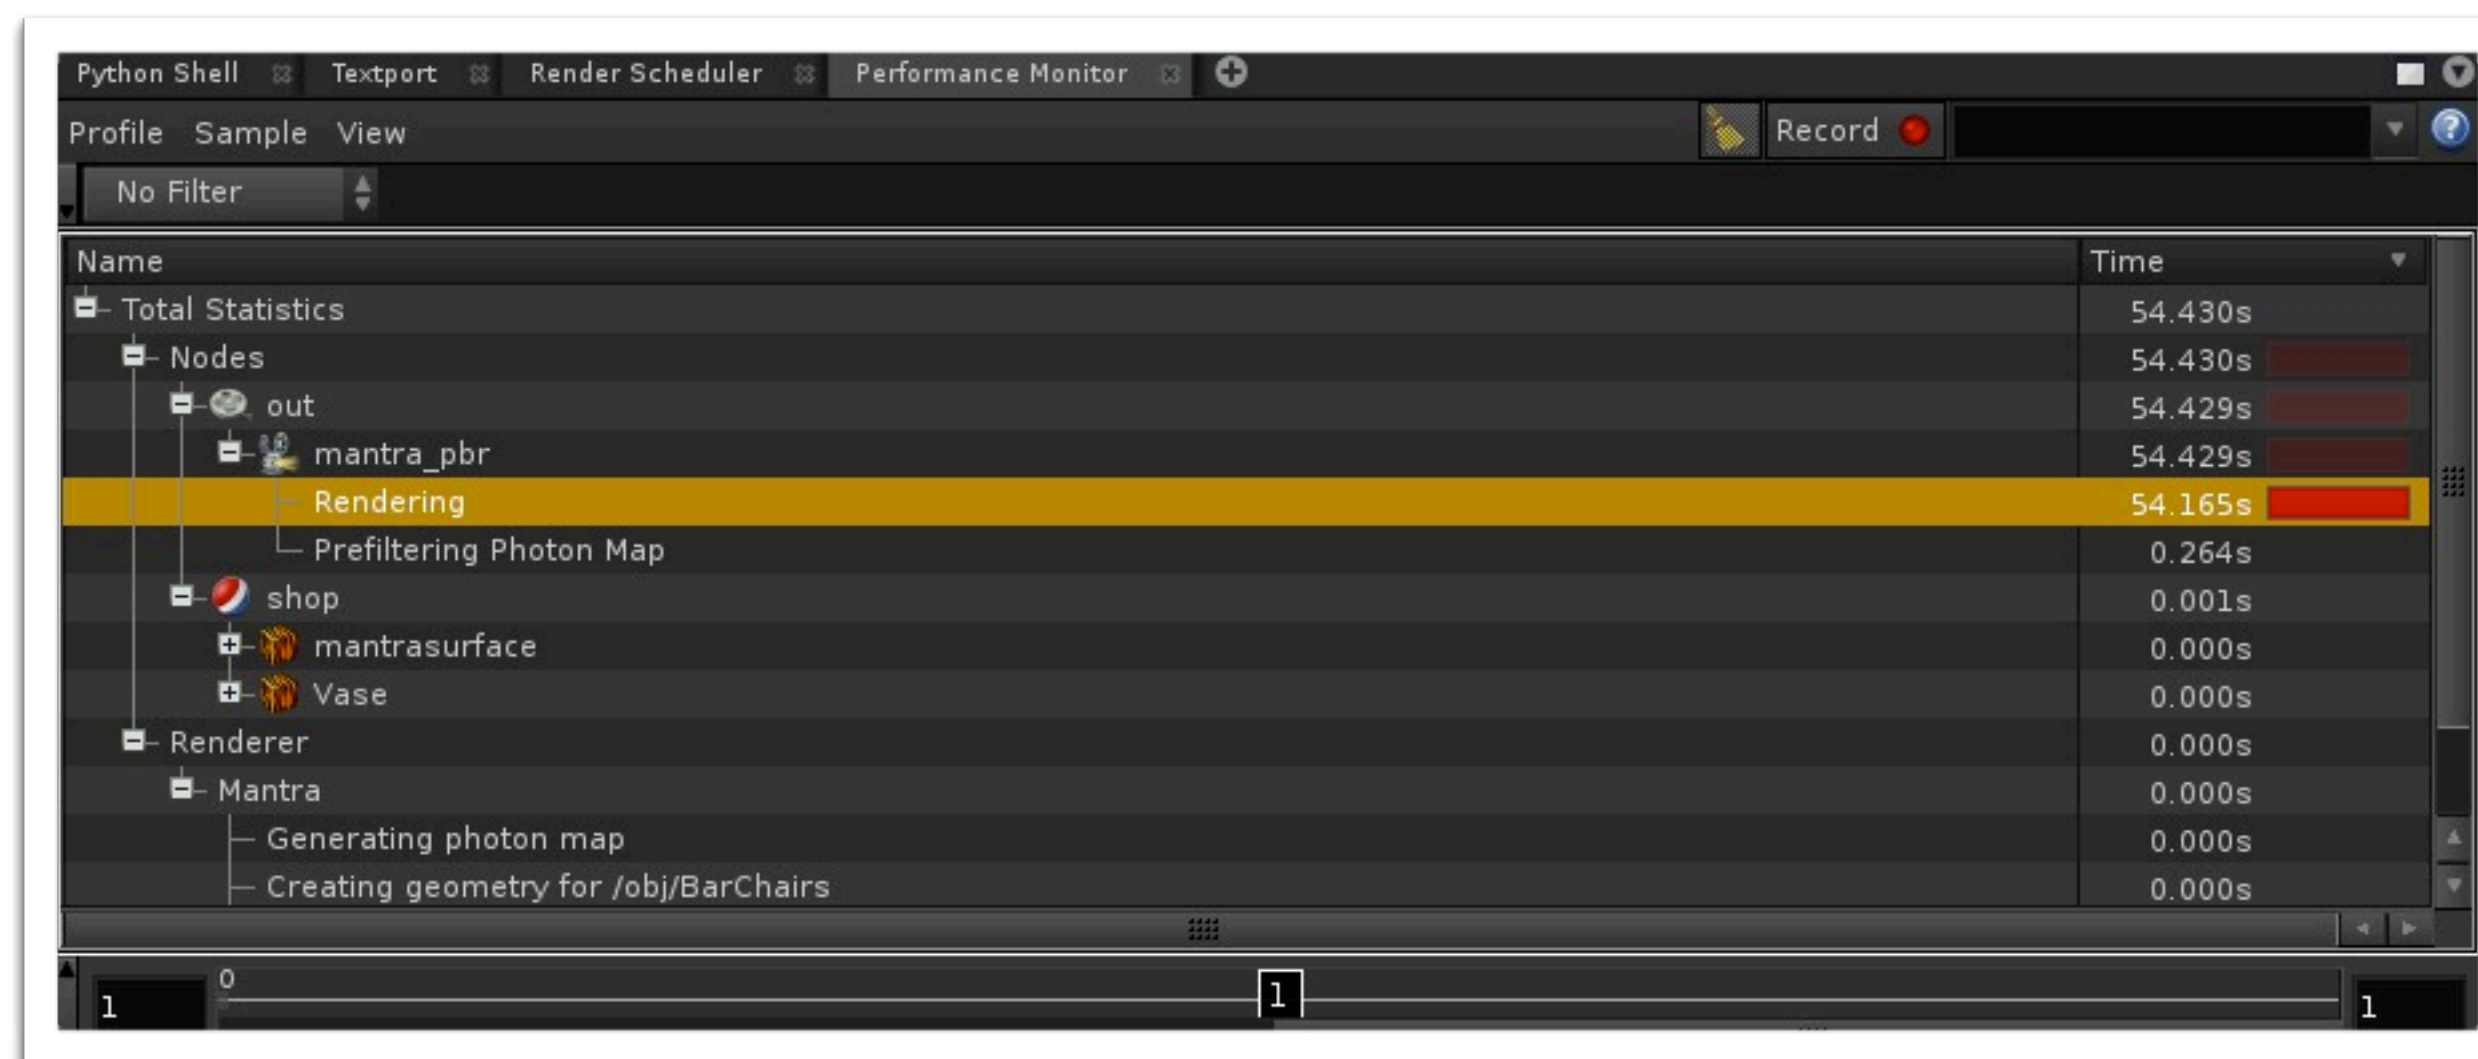 Python Shell Textport Render Scheduler Performance Monitor
Profile Sample View Record
No Filter
Name Time
Total Statistics 54.430s
Nodes 54.430s
out 54.429s
mantra_pbr 54.429s
Rendering 54.165s
Prefiltering Photon Map 0.264s
shop 0.001s
mantrasurface 0.000s
Vase 0.000s
Renderer 0.000s
Mantra 0.000s
Generating photon map 0.000s
Creating geometry for /obj/BarChairs 0.000s
1 0 1 1